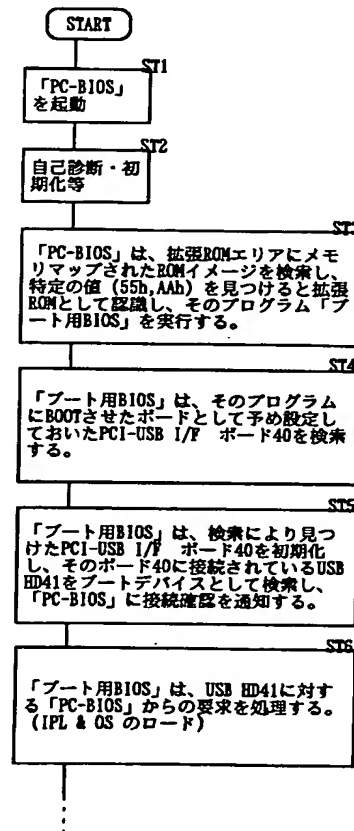 START
ST1
「PC-BIOS」
を起動
ST2
自己診断・初
期化等
ST3
「PC-BIOS」は、拡張ROMエリアにメモ
リマップされたROMイメージを検索し、
特定の値 (55h,AAh) を見つけると拡張
ROMとして認識し、そのプログラム「ブ
ート用BIOS」を実行する。
ST4
「ブート用BIOS」は、そのプログラム
にBOOTさせたボードとして予め設定し
ておいたPCI-USB I/F ボード40を検索
する。
ST5
「ブート用BIOS」は、検索により見つ
けたPCI-USB I/F ボード40を初期化
し、そのボード40に接続されているUSB
HD41をブートデバイスとして検索し、
「PC-BIOS」に接続確認を通知する。
ST6
「ブート用BIOS」は、USB HD41に対す
る「PC-BIOS」からの要求を処理する。
(IPL & OS のロード)